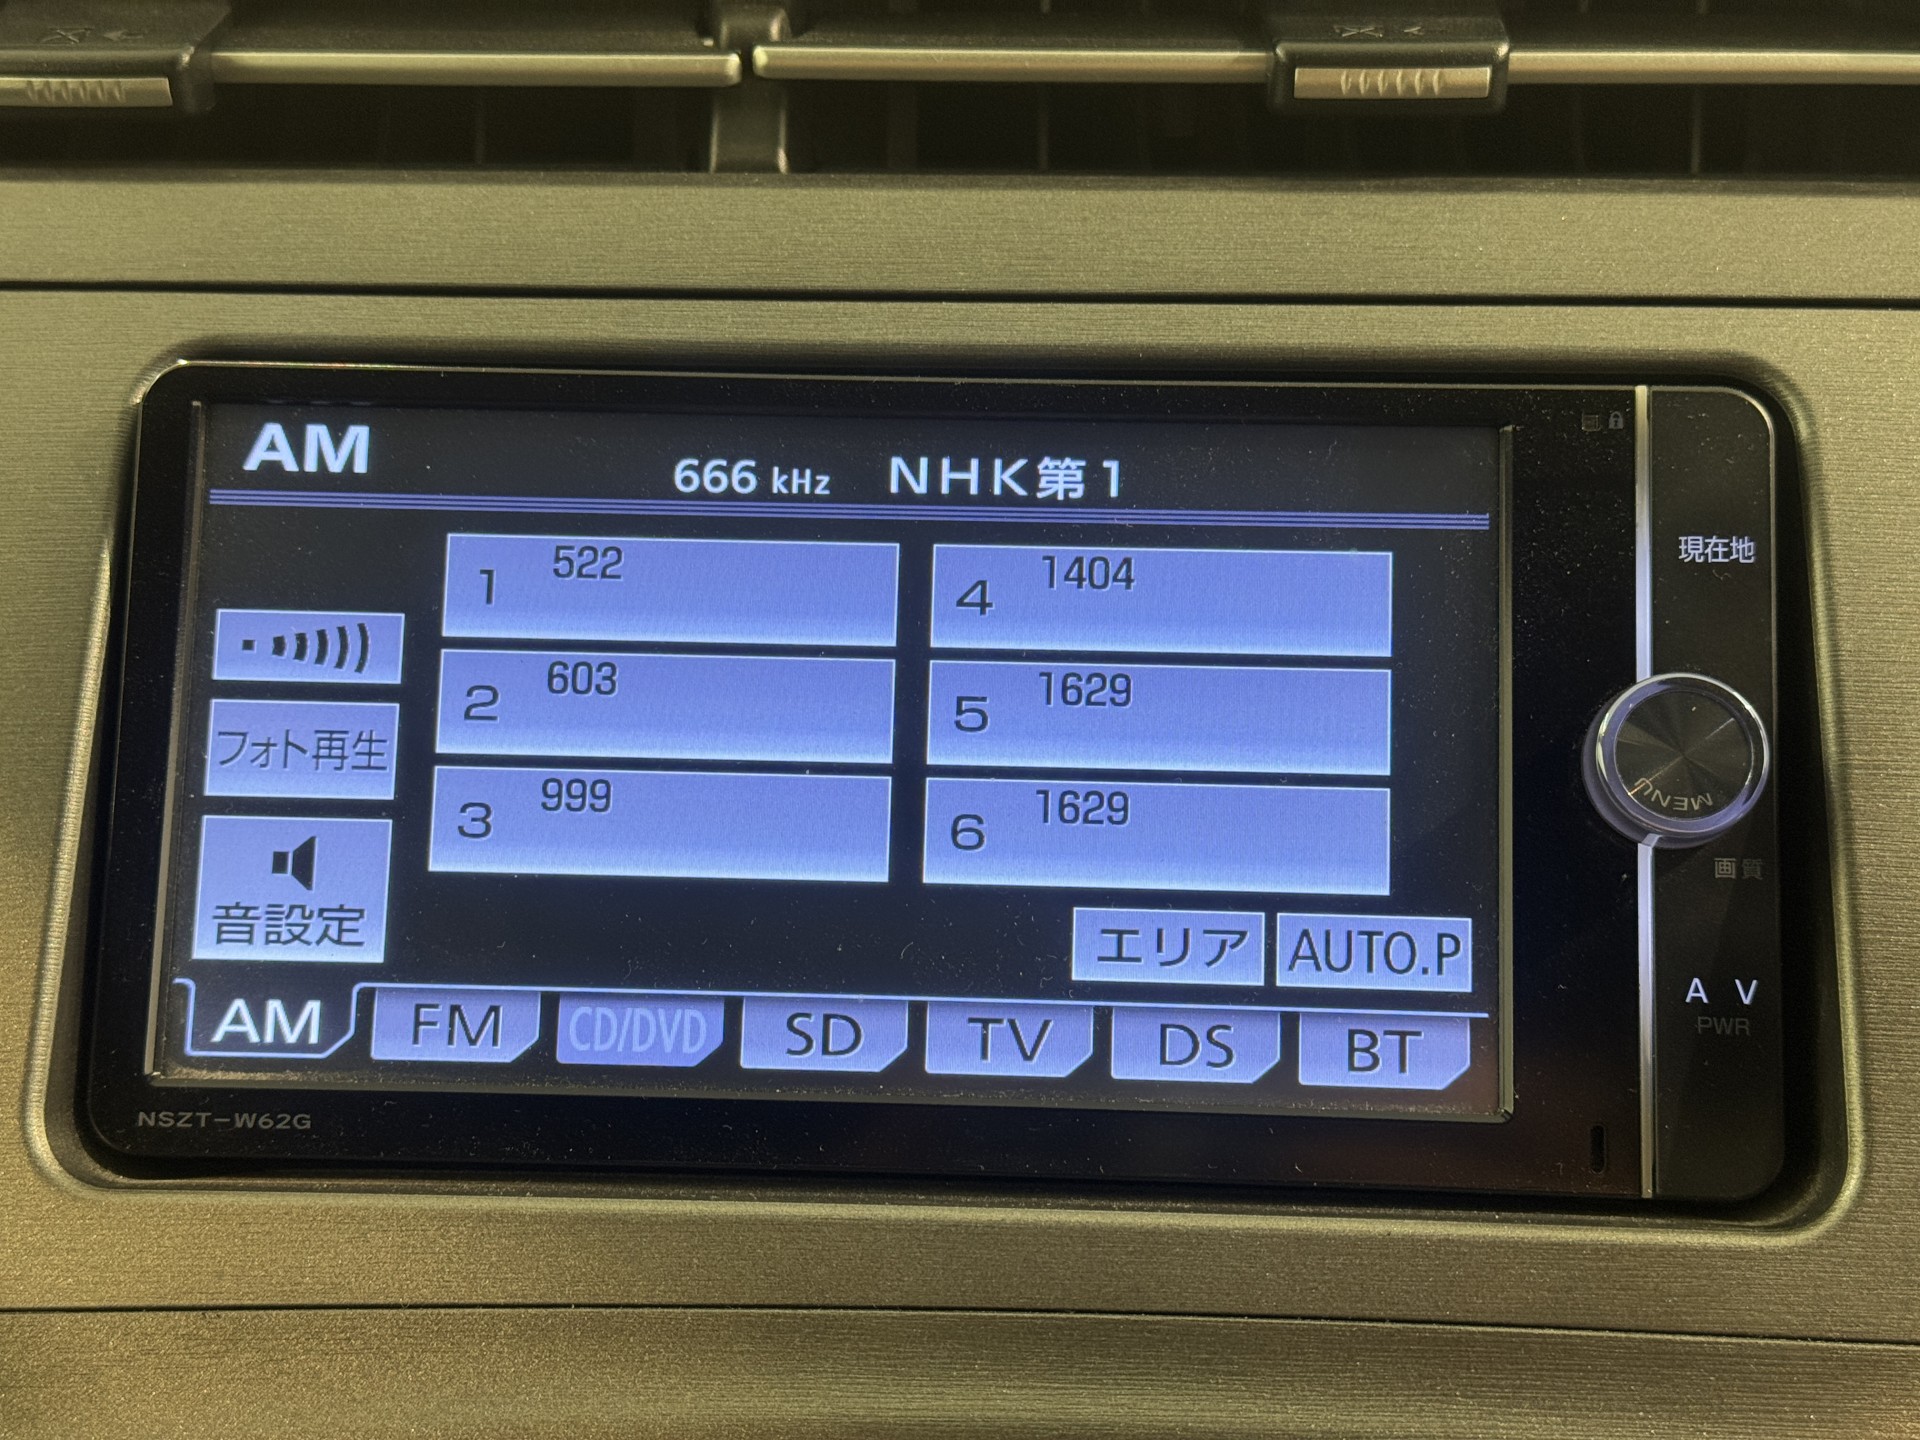 AM
666 kHz NHK第1
1 522
4 1404
2 603
5 1629
3 999
6 1629
フォト再生
音設定
エリア AUTO.P
AM FM CD/DVD SD TV DS BT
NSZT-W62G
現在地
MENU
画質
A V
PWR